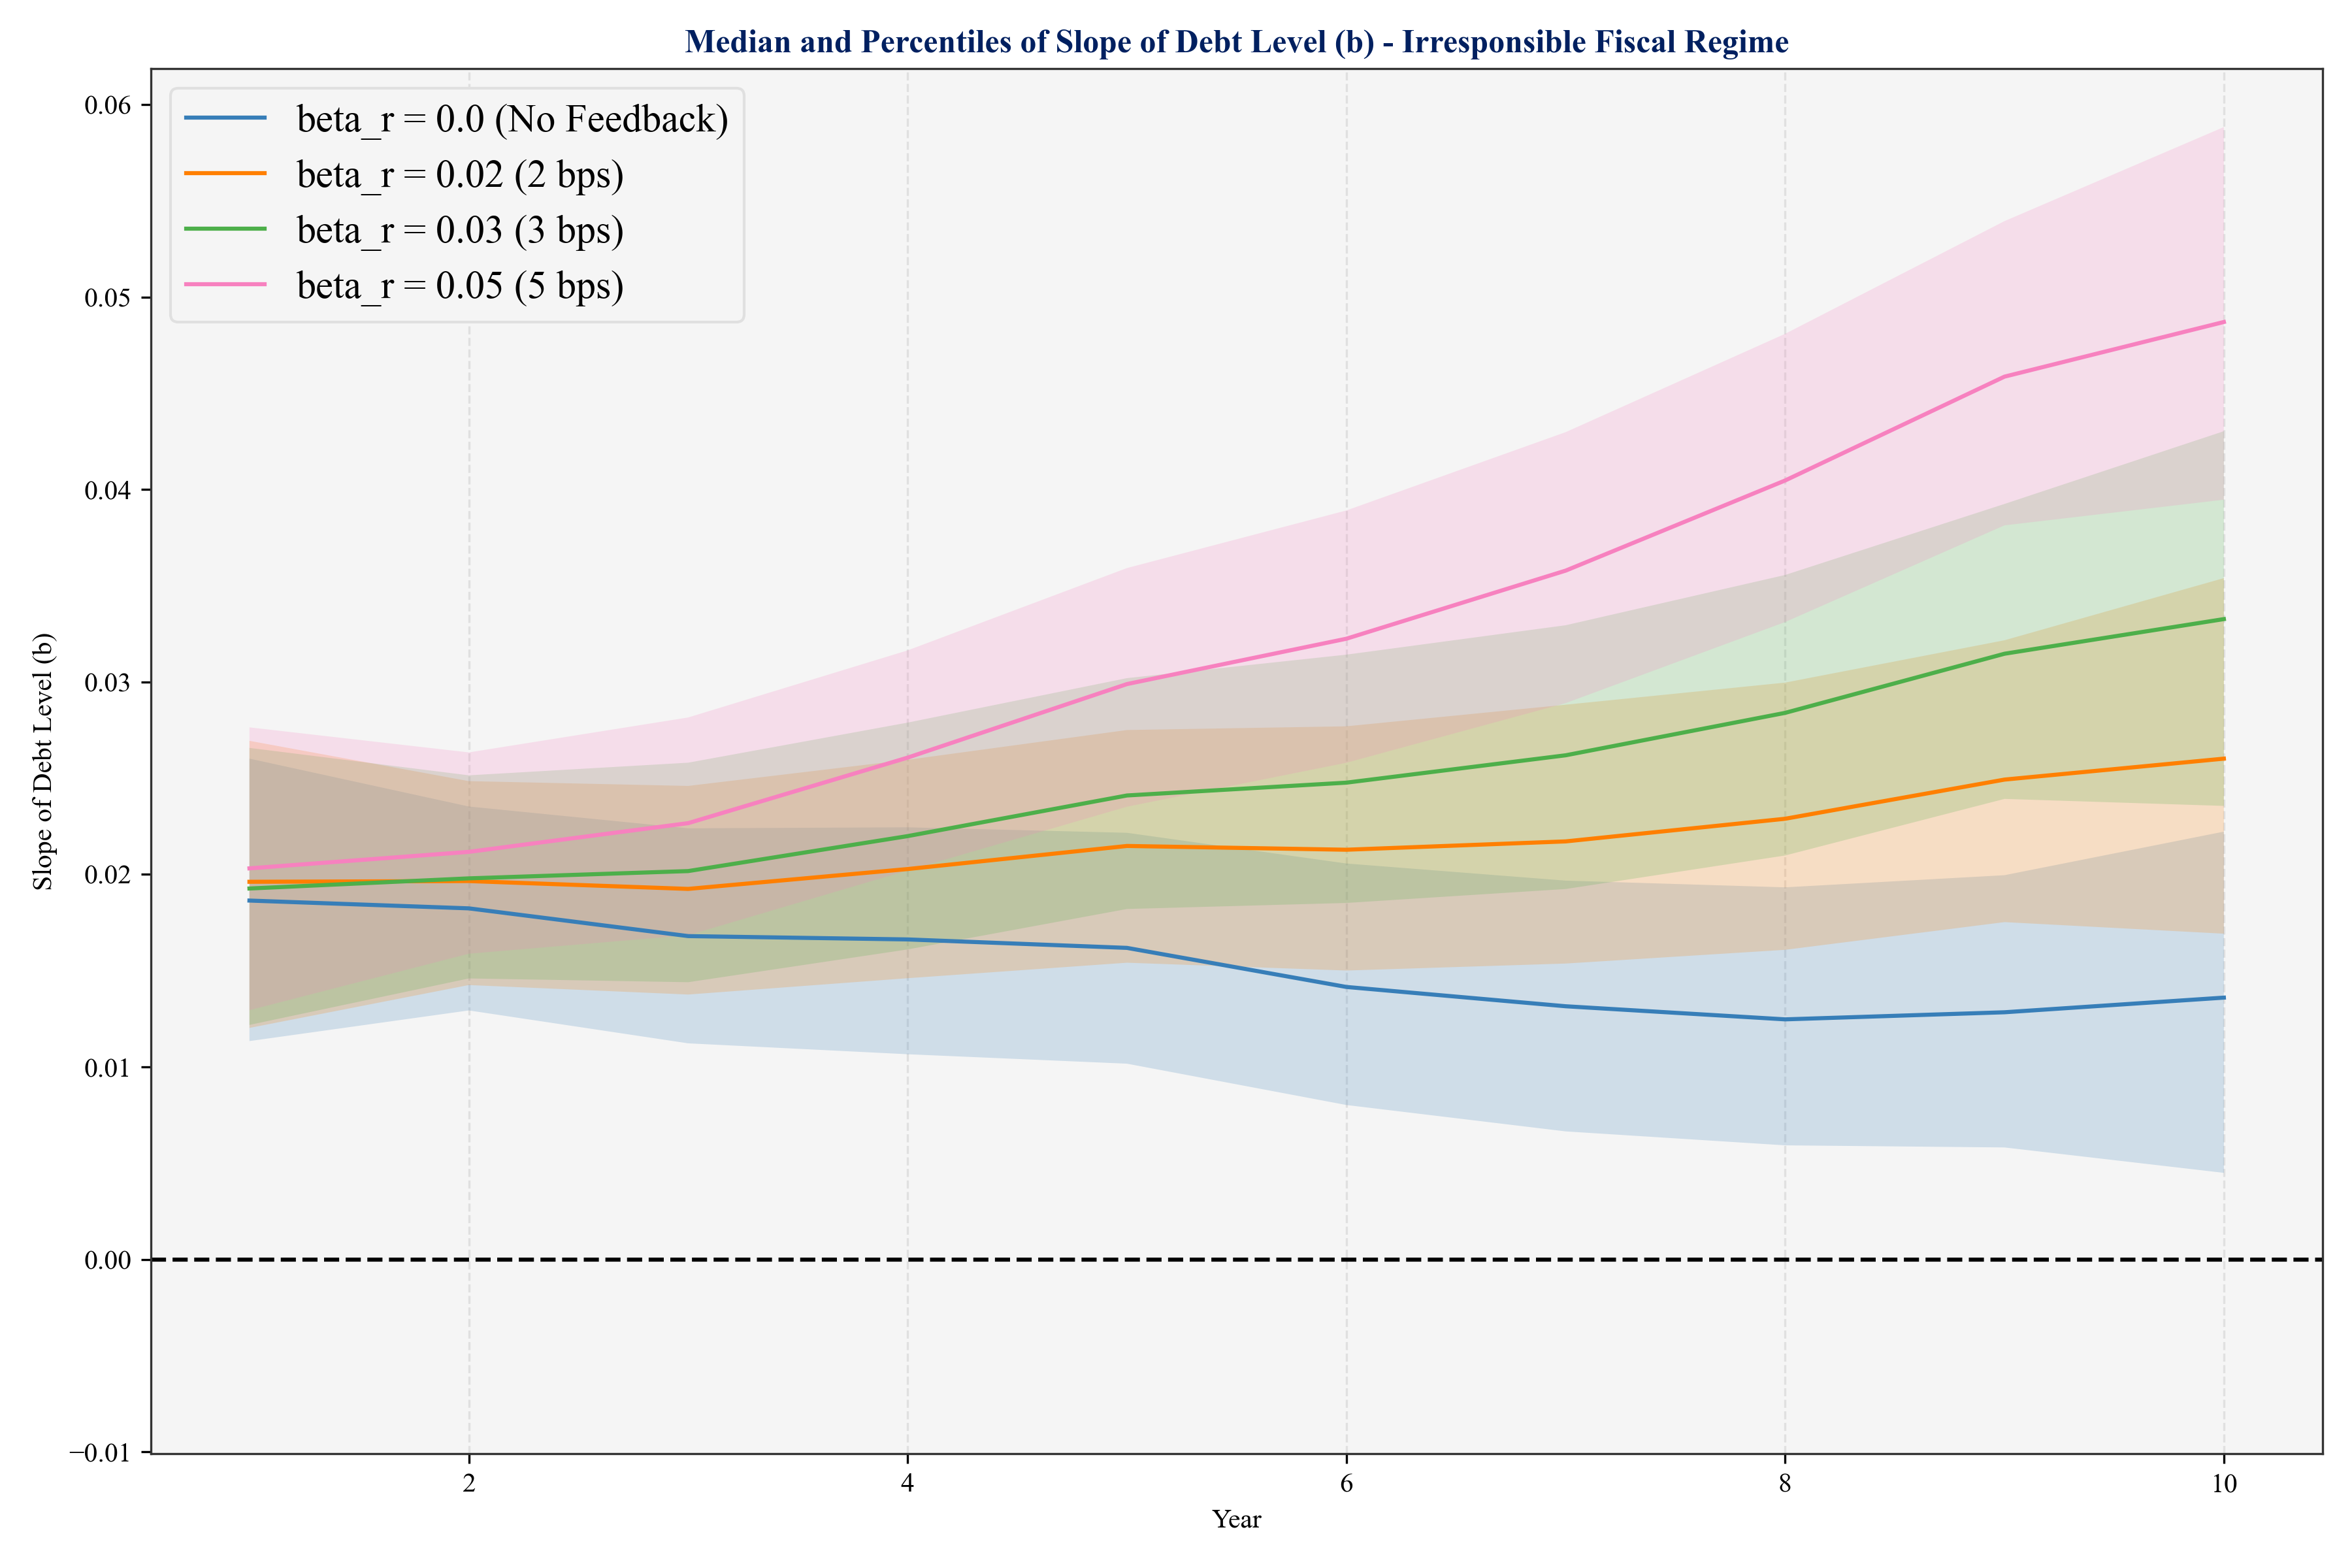 Median and Percentiles of Slope of Debt Level (b) - Irresponsible Fiscal Regime
beta_r = 0.0 (No Feedback)
beta_r = 0.02 (2 bps)
beta_r = 0.03 (3 bps)
beta_r = 0.05 (5 bps)
Slope of Debt Level (b)
0.06
0.05
0.04
0.03
0.02
0.01
0.00
−0.01
2 4 6 8 10
Year